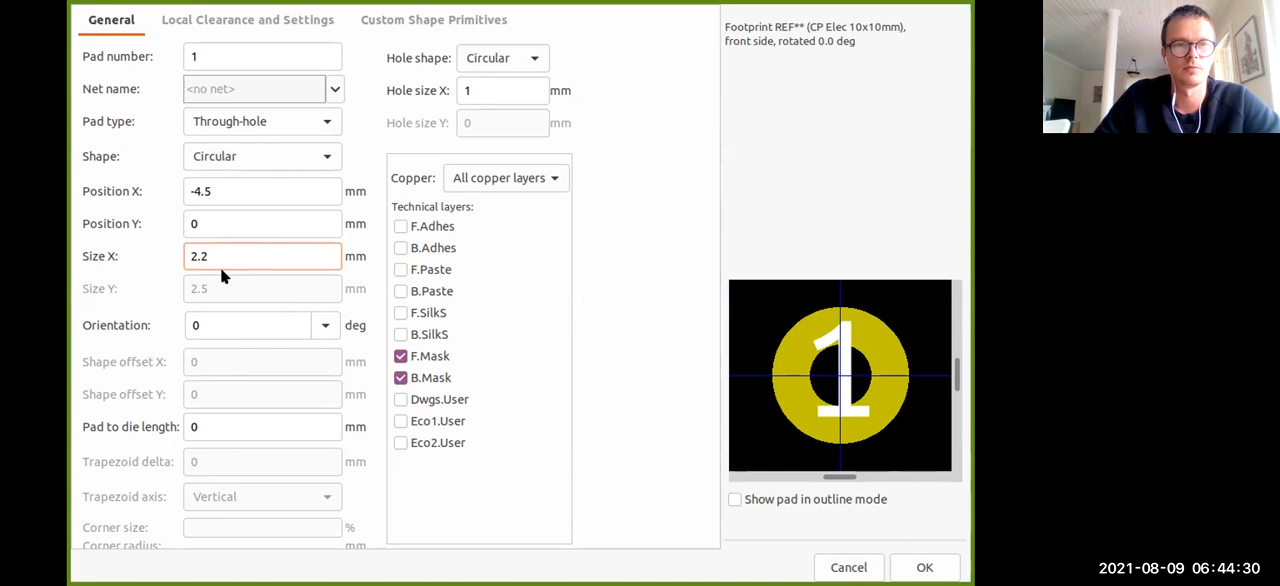 General Local Clearance and Settings Custom Shape Primitives
Pad number: 1
Net name: <no net>
Pad type: Through-hole
Shape: Circular
Position X: -4.5 mm
Position Y: 0 mm
Size X: 2.2 mm
Size Y: 2.5 mm
Orientation: 0 deg
Shape offset X: 0 mm
Shape offset Y: 0 mm
Pad to die length: 0 mm
Trapezoid delta: 0 mm
Trapezoid axis: Vertical
Corner size: %
Corner radius: mm
Hole shape: Circular
Hole size X: 1 mm
Hole size Y: 0 mm
Copper: All copper layers
Technical layers:
F.Adhes
B.Adhes
F.Paste
B.Paste
F.SilkS
B.SilkS
F.Mask
B.Mask
Dwgs.User
Eco1.User
Eco2.User
Footprint REF** (CP Elec 10x10mm),
front side, rotated 0.0 deg
1
Show pad in outline mode
Cancel OK
2021-08-09 06:44:30